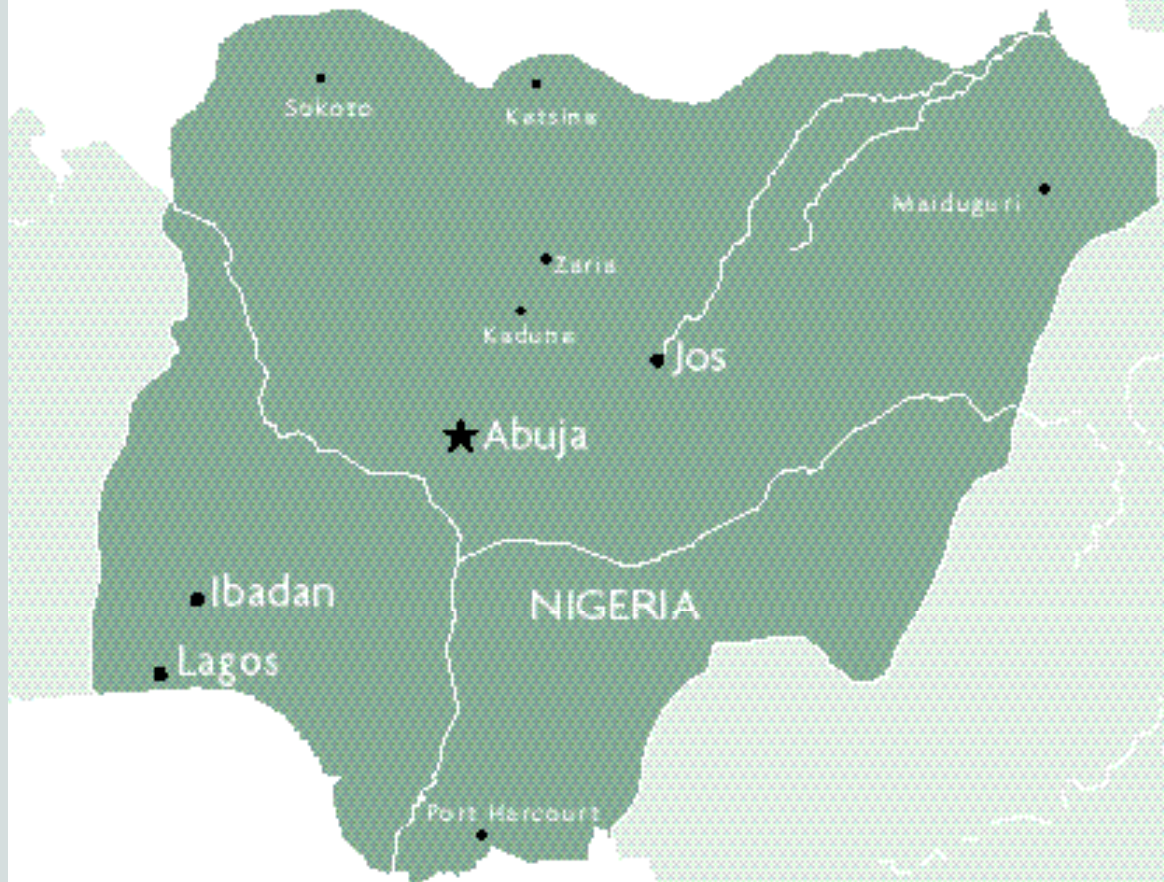 Sokoto
Katsina
Maiduguri
Zaria
Kaduna
Jos
Abuja
Ibadan
NIGERIA
Lagos
Port Harcourt